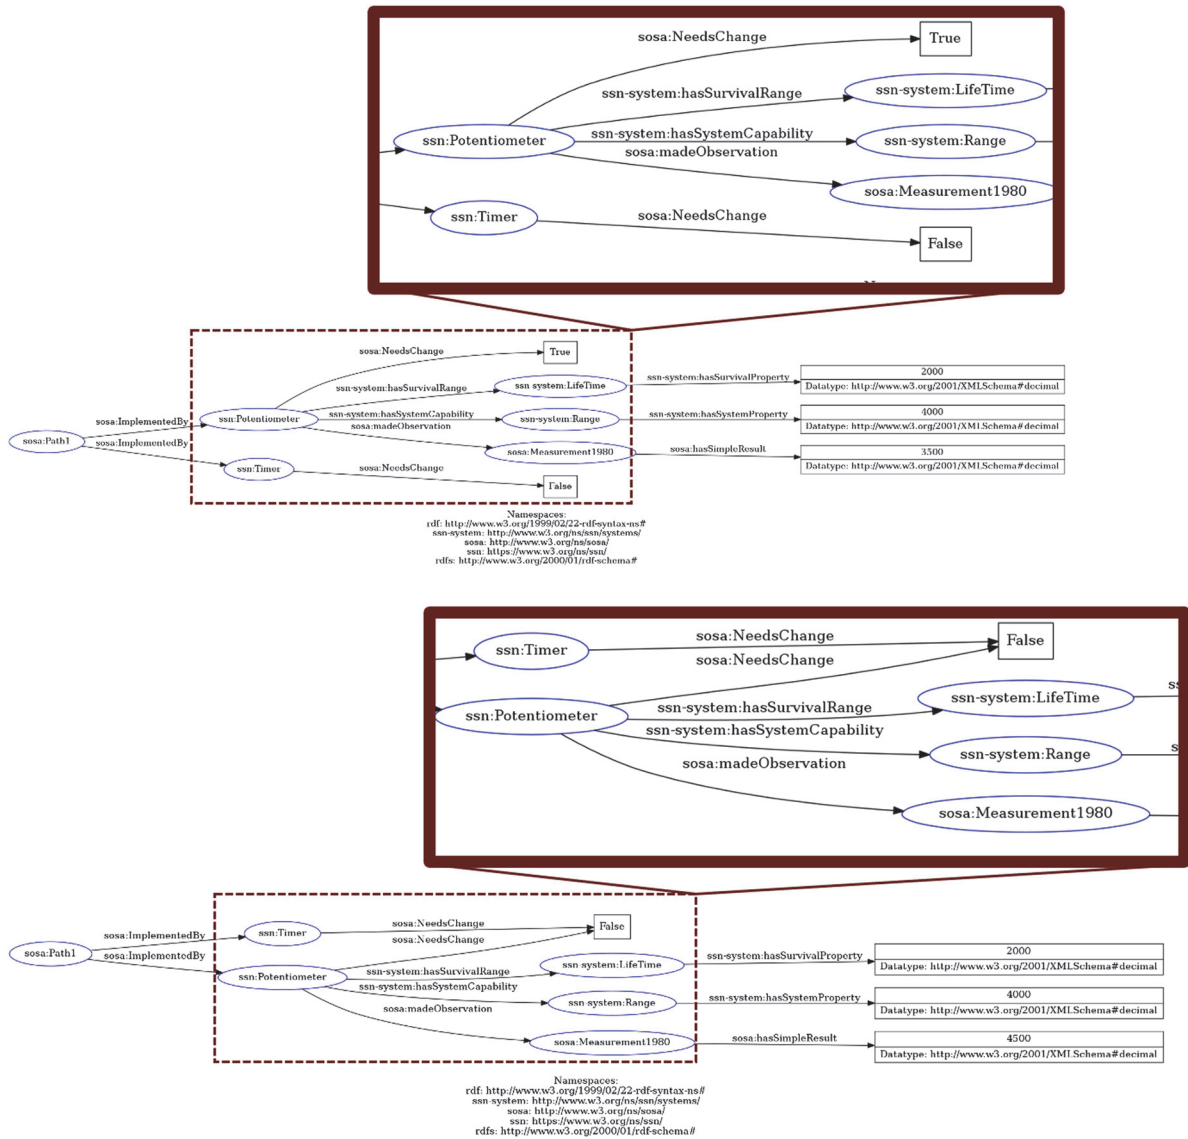 sosa:NeedsChange
True
ssn-system:hasSurvivalRange
ssn-system:LifeTime
ssn:Potentiometer
ssn-system:hasSystemCapability
ssn-system:Range
sosa:madeObservation
sosa:Measurement1980
ssn:Timer
sosa:NeedsChange
False
sosa:NeedsChange
True
ssn-system:hasSurvivalRange
ssn-system:LifeTime
ssn-system:hasSurvivalProperty
2000
Datatype: http://www.w3.org/2001/XMLSchema#decimal
sosa:Path1
sosa:ImplementedBy
sosa:ImplementedBy
ssn:Potentiometer
ssn-system:hasSystemCapability
ssn-system:Range
ssn-system:hasSystemProperty
4000
Datatype: http://www.w3.org/2001/XMLSchema#decimal
sosa:madeObservation
sosa:Measurement1980
sosa:hasSimpleResult
3500
Datatype: http://www.w3.org/2001/XMLSchema#decimal
ssn:Timer
sosa:NeedsChange
False
Namespaces:
rdf: http://www.w3.org/1999/02/22-rdf-syntax-ns#
ssn-system: http://www.w3.org/ns/ssn/systems/
sosa: http://www.w3.org/ns/sosa/
ssn: https://www.w3.org/ns/ssn/
rdfs: http://www.w3.org/2000/01/rdf-schema#
ssn:Timer
sosa:NeedsChange
False
sosa:NeedsChange
ssn:Potentiometer
ssn-system:hasSurvivalRange
ssn-system:LifeTime
ssn-system:hasSystemCapability
ssn-system:Range
sosa:madeObservation
sosa:Measurement1980
sosa:Path1
sosa:ImplementedBy
sosa:ImplementedBy
ssn:Timer
sosa:NeedsChange
False
sosa:NeedsChange
ssn:Potentiometer
ssn-system:hasSurvivalRange
ssn-system:LifeTime
ssn-system:hasSurvivalProperty
2000
Datatype: http://www.w3.org/2001/XMLSchema#decimal
ssn-system:hasSystemCapability
ssn-system:Range
ssn-system:hasSystemProperty
4000
Datatype: http://www.w3.org/2001/XMLSchema#decimal
sosa:madeObservation
sosa:Measurement1980
sosa:hasSimpleResult
4500
Datatype: http://www.w3.org/2001/XMLSchema#decimal
Namespaces:
rdf: http://www.w3.org/1999/02/22-rdf-syntax-ns#
ssn-system: http://www.w3.org/ns/ssn/systems/
sosa: http://www.w3.org/ns/sosa/
ssn: https://www.w3.org/ns/ssn/
rdfs: http://www.w3.org/2000/01/rdf-schema#